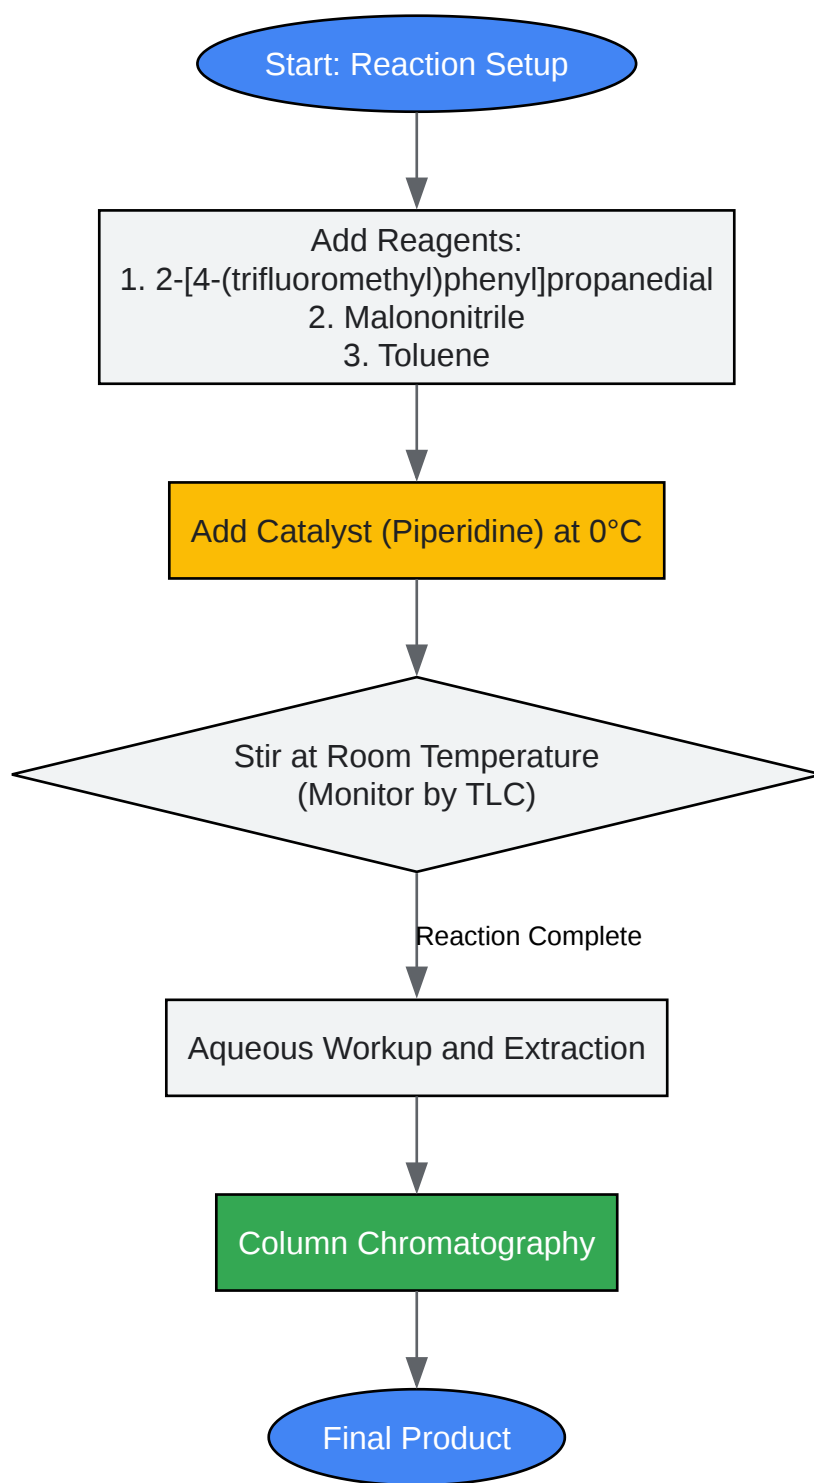 Start: Reaction Setup
Add Reagents:
1. 2-[4-(trifluoromethyl)phenyl]propanedial
2. Malononitrile
3. Toluene
Add Catalyst (Piperidine) at 0°C
Stir at Room Temperature
(Monitor by TLC)
Reaction Complete
Aqueous Workup and Extraction
Column Chromatography
Final Product